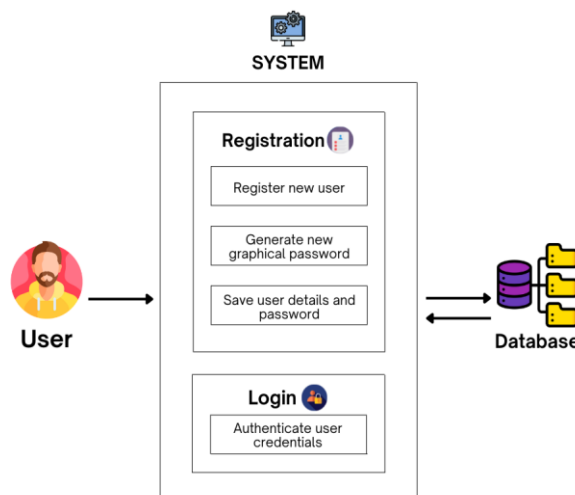 SYSTEM
Registration
Register new user
Generate new
graphical password
Save user details and
password
User
Database
Login
Authenticate user
credentials